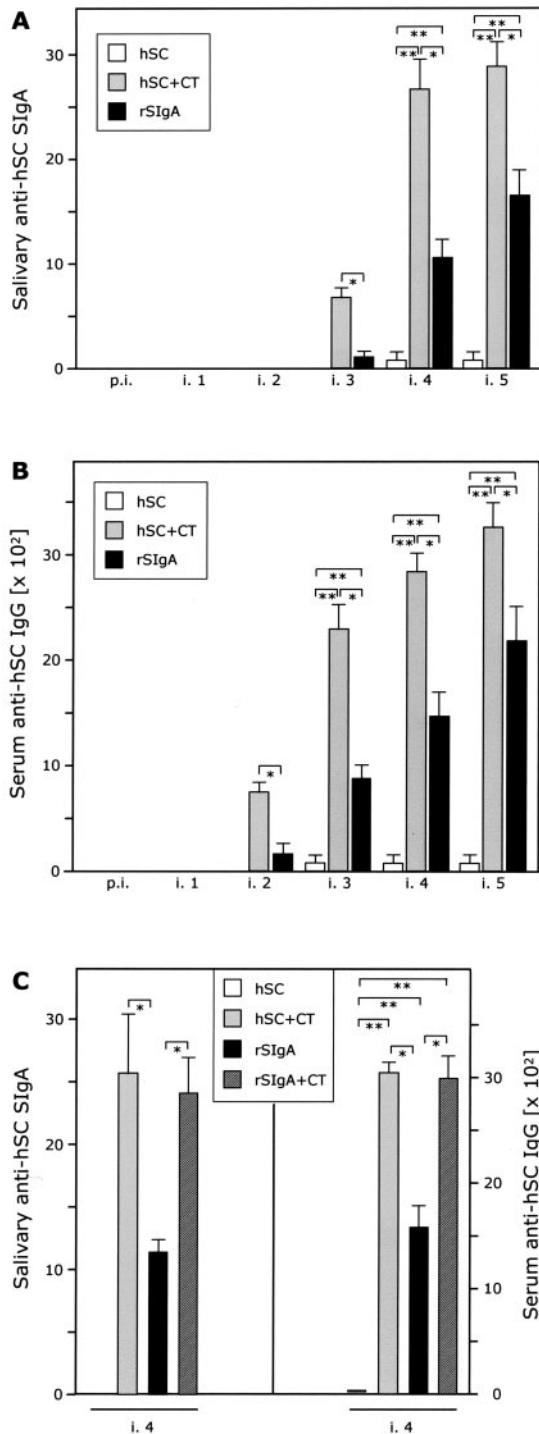 A
hSC
hSC+CT
rSIgA
Salivary anti-hSC SIgA
30
20
10
0
** ** *
** ** *
*
p.i. i. 1 i. 2 i. 3 i. 4 i. 5
B
hSC
hSC+CT
rSIgA
Serum anti-hSC IgG [x 10²]
30
20
10
0
** ** *
** ** *
** ** *
*
p.i. i. 1 i. 2 i. 3 i. 4 i. 5
C
hSC
hSC+CT
rSIgA
rSIgA+CT
Salivary anti-hSC SIgA
30
20
10
0
* *
** ** ** * *
Serum anti-hSC IgG [x 10²]
30
20
10
0
i. 4 i. 4